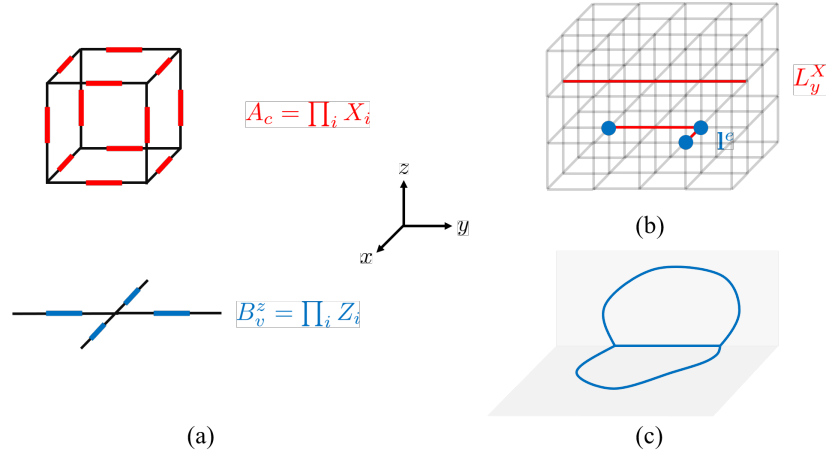 A_c = ∏_i X_i
B_v^z = ∏_i Z_i
(a)
z
y
x
L_y^X
l^e
(b)
(c)